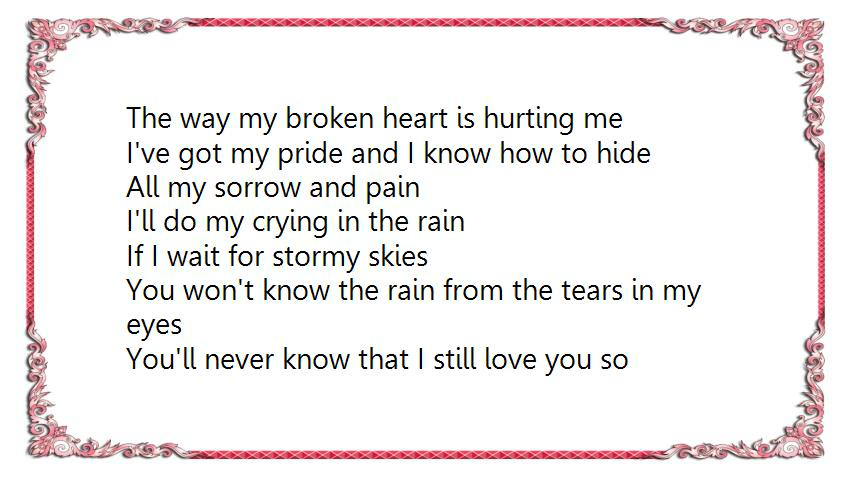 The way my broken heart is hurting me
I've got my pride and I know how to hide
All my sorrow and pain
I'll do my crying in the rain
If I wait for stormy skies
You won't know the rain from the tears in my
eyes
You'll never know that I still love you so